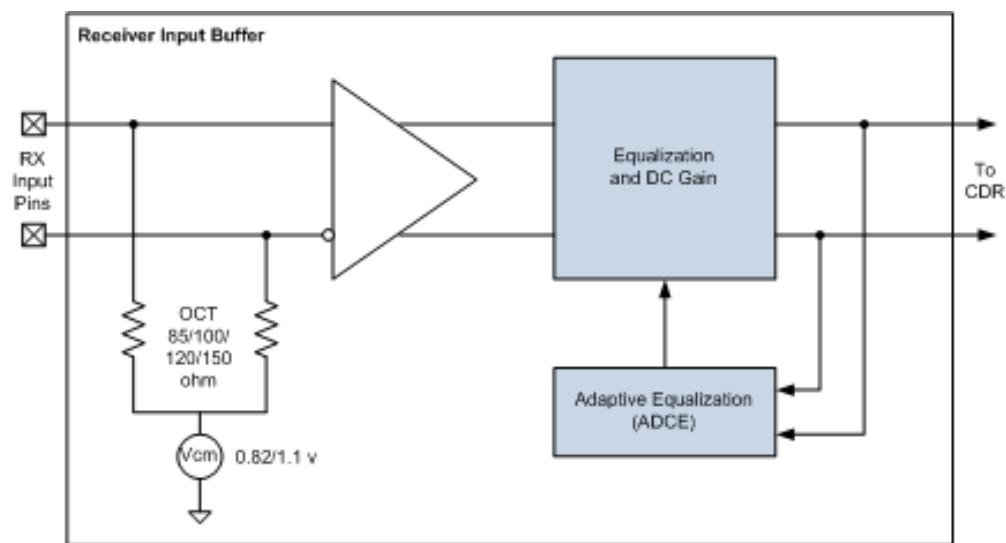 Receiver Input Buffer
RX
Input
Pins
OCT
85/100/
120/150
ohm
Vcm
0.82/1.1 v
Equalization
and DC Gain
Adaptive Equalization
(ADCE)
To
CDR